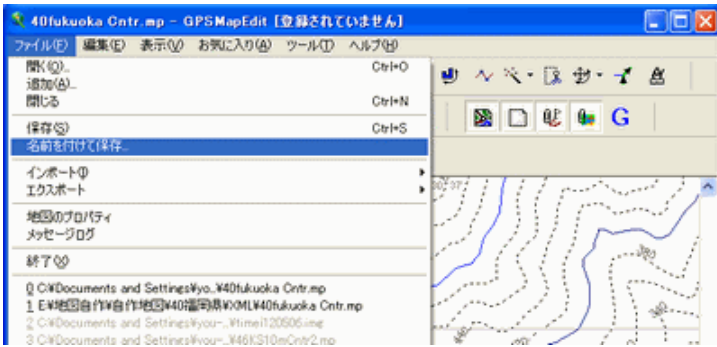 40fukuoka Cntr.mp - GPSMapEdit [登録されていません]
ファイル(F) 編集(E) 表示(V) お気に入り(A) ツール(T) ヘルプ(H)
開く(O)... Ctrl+O
追加(A)...
閉じる Ctrl+N
保存(S) Ctrl+S
名前を付けて保存...
インポート(I)
エクスポート
地図のプロパティ
メッセージログ
終了(X)
0 C:¥Documents and Settings¥yo...¥40fukuoka Cntr.mp
1 E:¥地図自作¥自作地図¥40福岡県¥XML¥40fukuoka Cntr.mp
2 C:¥Documents and Settings¥you-...¥timei120506.img
3 C:¥Documents and Settings¥you-...¥46KS10mCntr2.mp
G
380
360
440
420